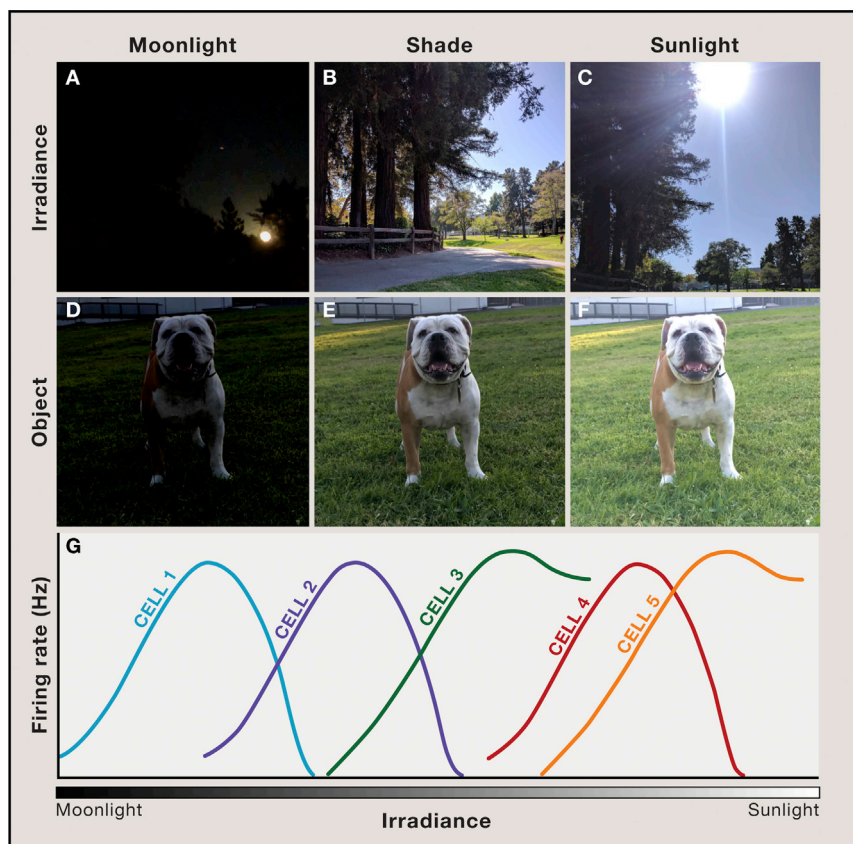 Moonlight
Shade
Sunlight
Irradiance
A
B
C
Object
D
E
F
Firing rate (Hz)
G
CELL 1
CELL 2
CELL 3
CELL 4
CELL 5
Moonlight
Sunlight
Irradiance